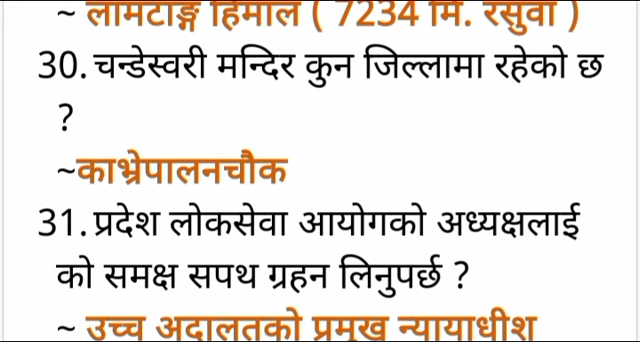 ~ लामटाङ्ग हिमाल ( 7234 मि. रसुवा )
30. चन्डेस्वरी मन्दिर कुन जिल्लामा रहेको छ
?
~काभ्रेपालनचौक
31. प्रदेश लोकसेवा आयोगको अध्यक्षलाई
को समक्ष सपथ ग्रहन लिनुपर्छ ?
~ उच्च अदालतको प्रमुख न्यायाधीश